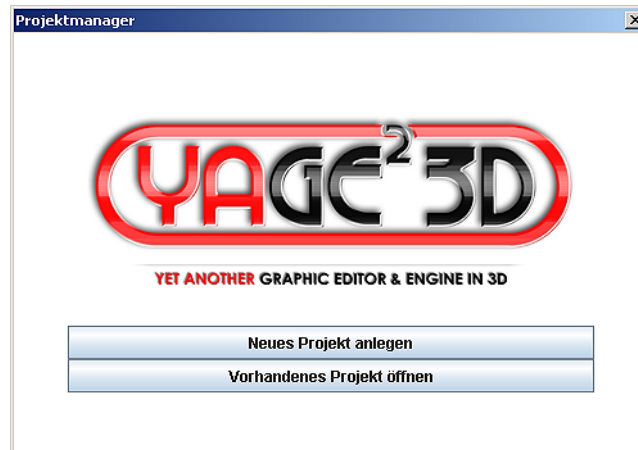 Projektmanager
YAGE²3D
YET ANOTHER GRAPHIC EDITOR & ENGINE IN 3D
Neues Projekt anlegen
Vorhandenes Projekt öffnen